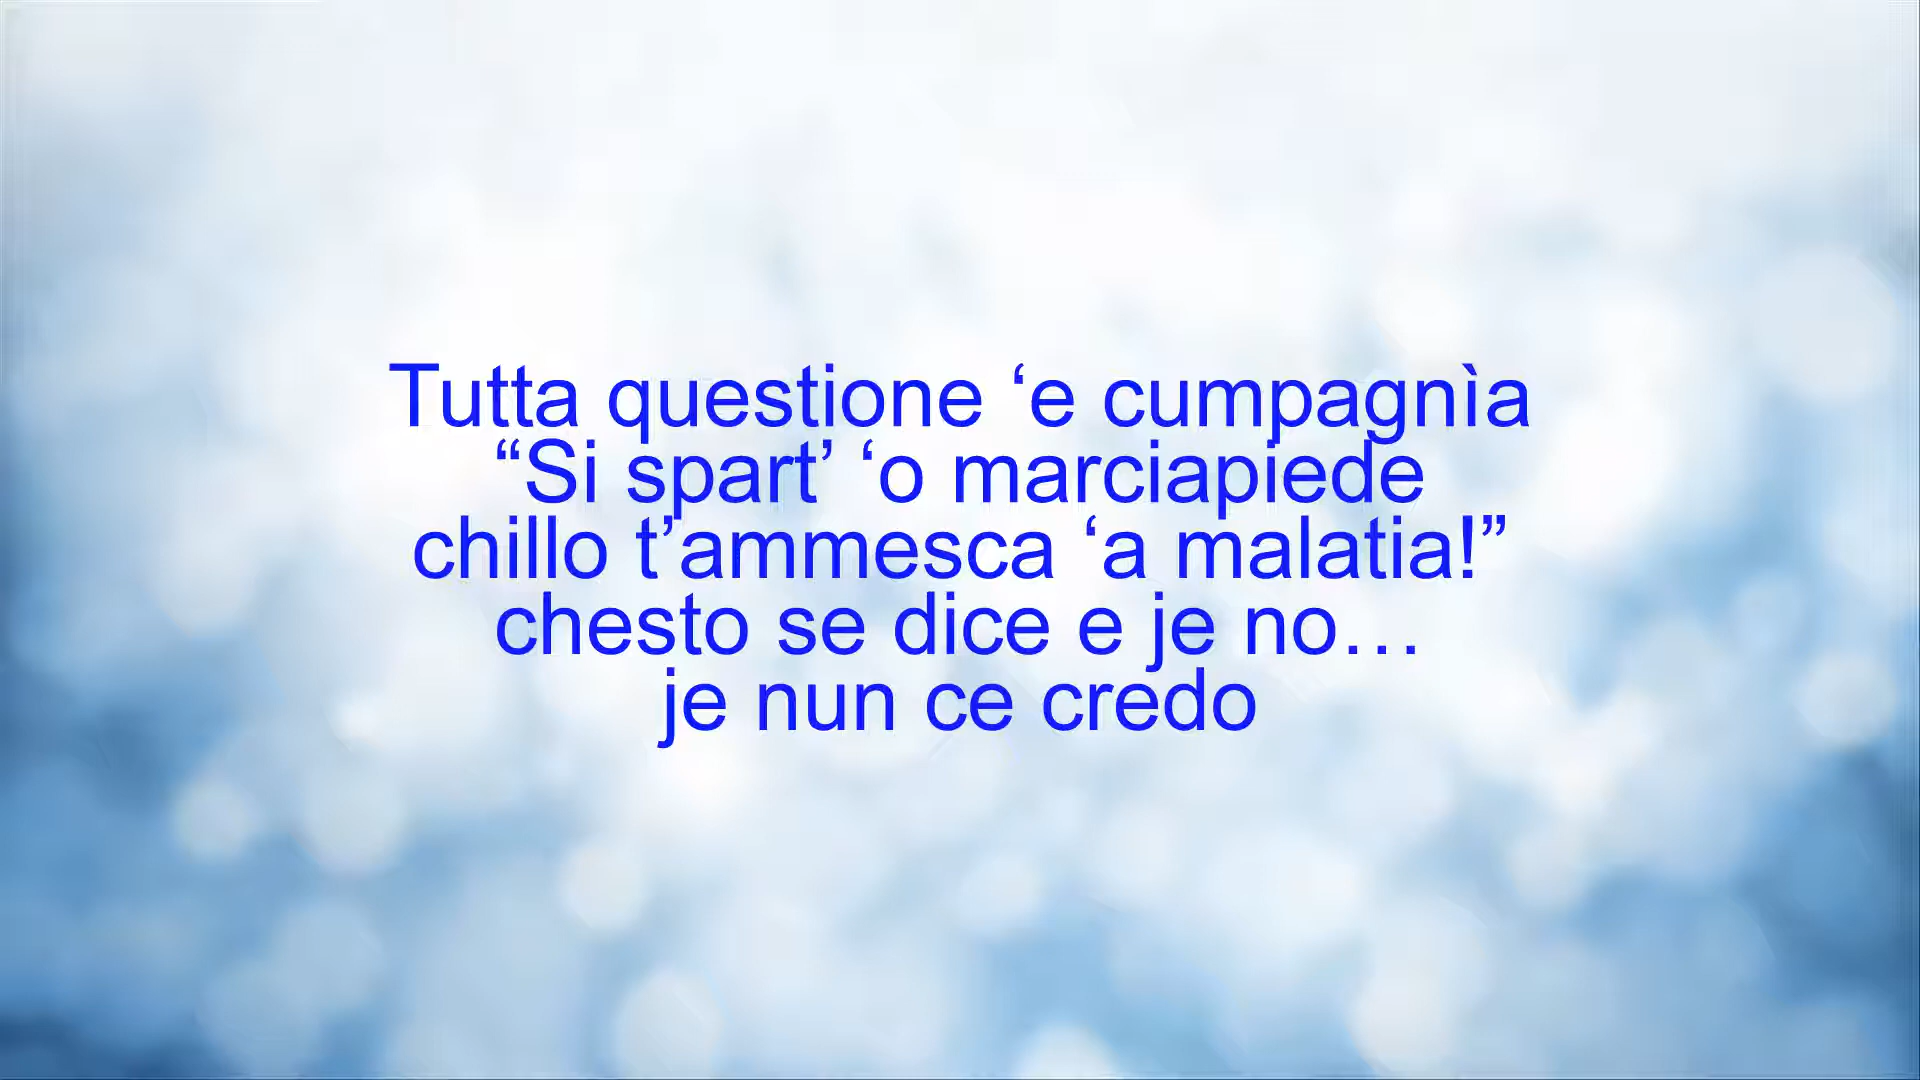 Tutta questione ‘e cumpagnìa
“Si spart’ ‘o marciapiede
chillo t’ammesca ‘a malatia!”
chesto se dice e je no…
je nun ce credo